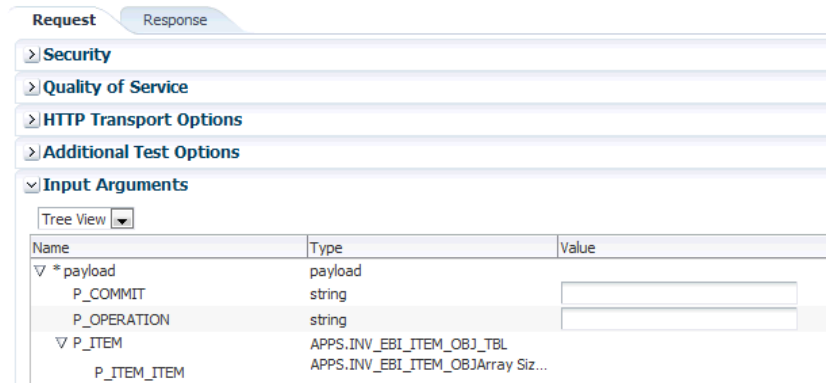 Request Response
Security
Quality of Service
HTTP Transport Options
Additional Test Options
Input Arguments
Tree View
Name Type Value
* payload payload
P_COMMIT string
P_OPERATION string
P_ITEM APPS.INV_EBI_ITEM_OBJ_TBL
P_ITEM_ITEM APPS.INV_EBI_ITEM_OBJArray Siz...